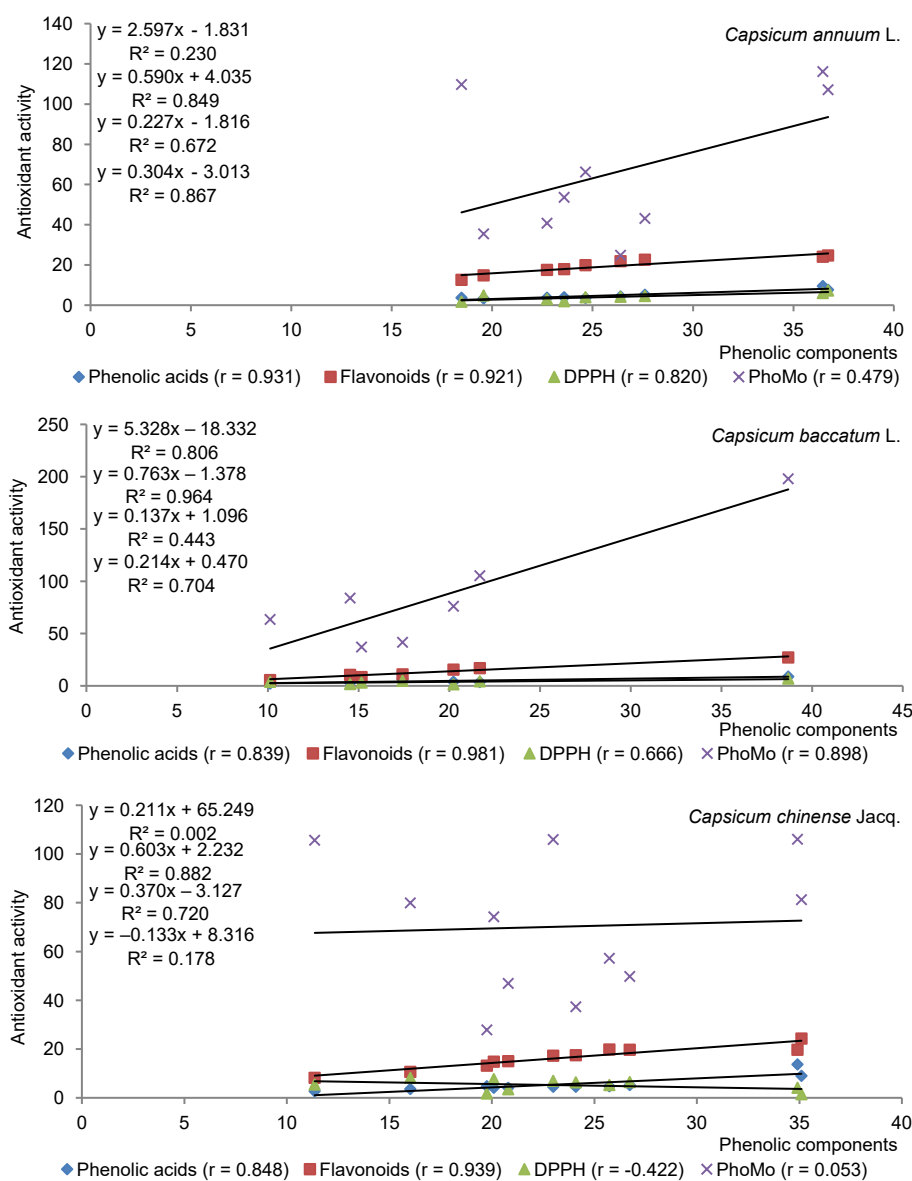 Capsicum annuum L.
y = 2.597x - 1.831
R² = 0.230
y = 0.590x + 4.035
R² = 0.849
y = 0.227x - 1.816
R² = 0.672
y = 0.304x - 3.013
R² = 0.867
Antioxidant activity
140
120
100
80
60
40
20
0
0 5 10 15 20 25 30 35 40
Phenolic components
Phenolic acids (r = 0.931) Flavonoids (r = 0.921) DPPH (r = 0.820) PhoMo (r = 0.479)
Capsicum baccatum L.
y = 5.328x – 18.332
R² = 0.806
y = 0.763x – 1.378
R² = 0.964
y = 0.137x + 1.096
R² = 0.443
y = 0.214x + 0.470
R² = 0.704
Antioxidant activity
250
200
150
100
50
0
0 5 10 15 20 25 30 35 40 45
Phenolic components
Phenolic acids (r = 0.839) Flavonoids (r = 0.981) DPPH (r = 0.666) PhoMo (r = 0.898)
Capsicum chinense Jacq.
y = 0.211x + 65.249
R² = 0.002
y = 0.603x + 2.232
R² = 0.882
y = 0.370x – 3.127
R² = 0.720
y = –0.133x + 8.316
R² = 0.178
Antioxidant activity
120
100
80
60
40
20
0
0 5 10 15 20 25 30 35 40
Phenolic components
Phenolic acids (r = 0.848) Flavonoids (r = 0.939) DPPH (r = -0.422) PhoMo (r = 0.053)